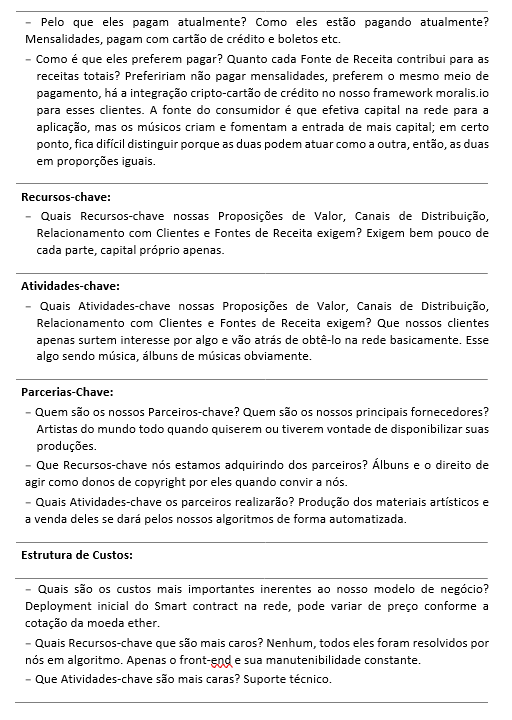 – Pelo que eles pagam atualmente? Como eles estão pagando atualmente?
Mensalidades, pagam com cartão de crédito e boletos etc.
– Como é que eles preferem pagar? Quanto cada Fonte de Receita contribui para as
receitas totais? Prefeririam não pagar mensalidades, preferem o mesmo meio de
pagamento, há a integração cripto-cartão de crédito no nosso framework moralis.io
para esses clientes. A fonte do consumidor é que efetiva capital na rede para a
aplicação, mas os músicos criam e fomentam a entrada de mais capital; em certo
ponto, fica difícil distinguir porque as duas podem atuar como a outra, então, as duas
em proporções iguais.
Recursos-chave:
– Quais Recursos-chave nossas Proposições de Valor, Canais de Distribuição,
Relacionamento com Clientes e Fontes de Receita exigem? Exigem bem pouco de
cada parte, capital próprio apenas.
Atividades-chave:
– Quais Atividades-chave nossas Proposições de Valor, Canais de Distribuição,
Relacionamento com Clientes e Fontes de Receita exigem? Que nossos clientes
apenas surtem interesse por algo e vão atrás de obtê-lo na rede basicamente. Esse
algo sendo música, álbuns de músicas obviamente.
Parcerias-Chave:
– Quem são os nossos Parceiros-chave? Quem são os nossos principais fornecedores?
Artistas do mundo todo quando quiserem ou tiverem vontade de disponibilizar suas
produções.
– Que Recursos-chave nós estamos adquirindo dos parceiros? Álbuns e o direito de
agir como donos de copyright por eles quando convir a nós.
– Quais Atividades-chave os parceiros realizarão? Produção dos materiais artísticos e
a venda deles se dará pelos nossos algoritmos de forma automatizada.
Estrutura de Custos:
– Quais são os custos mais importantes inerentes ao nosso modelo de negócio?
Deployment inicial do Smart contract na rede, pode variar de preço conforme a
cotação da moeda ether.
– Quais Recursos-chave que são mais caros? Nenhum, todos eles foram resolvidos por
nós em algoritmo. Apenas o front-end e sua manutenibilidade constante.
– Que Atividades-chave são mais caras? Suporte técnico.